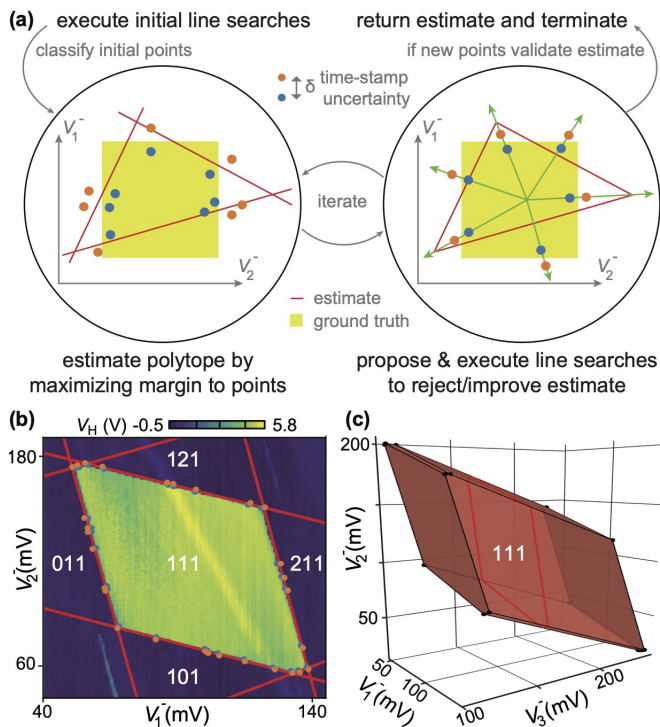 (a) execute initial line searches
return estimate and terminate
classify initial points
if new points validate estimate
δ time-stamp
uncertainty
V₁⁻
V₂⁻
V₁⁻
V₂⁻
iterate
estimate
ground truth
estimate polytope by
maximizing margin to points
propose & execute line searches
to reject/improve estimate
(b) V_H (V) -0.5 5.8
180
121
011
111
211
V₂⁻(mV)
60
101
40
V₁⁻(mV)
140
(c)
200
V₂⁻(mV)
111
50
50
100
V₁⁻(mV)
100
V₃⁻(mV)
200